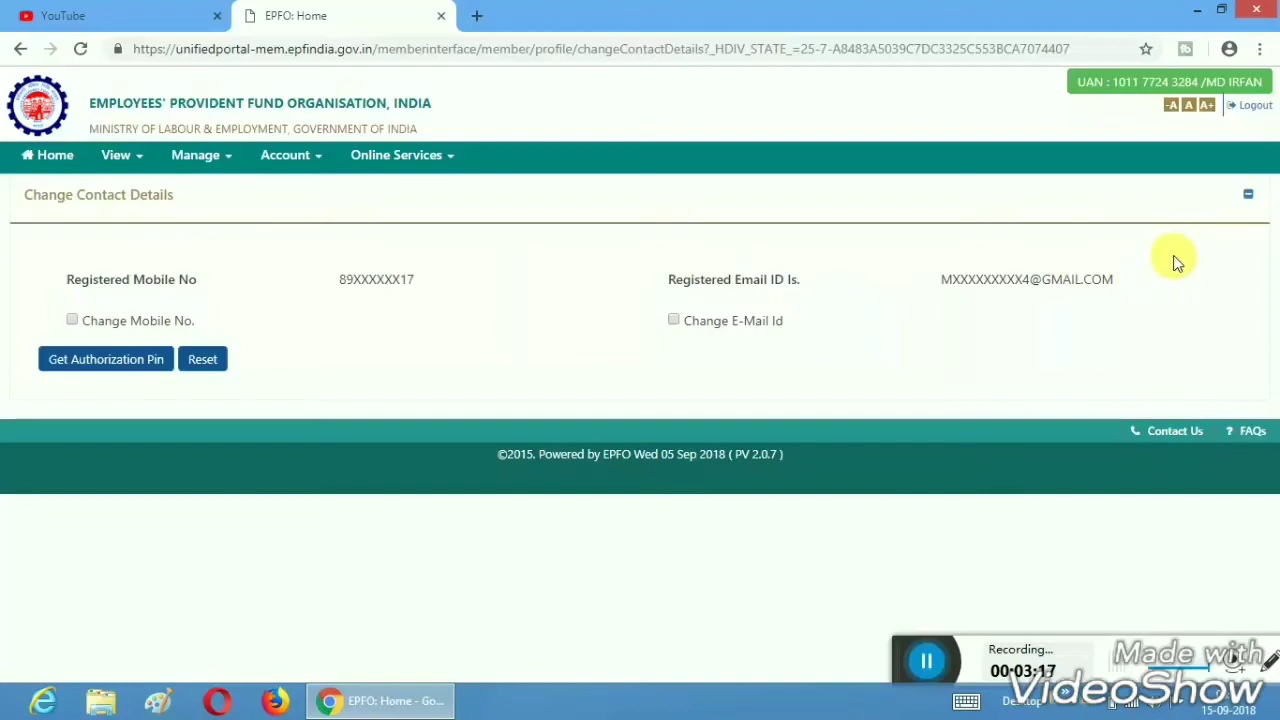 YouTube
EPFO: Home
https://unifiedportal-mem.epfindia.gov.in/memberinterface/member/profile/changeContactDetails?_HDIV_STATE_=25-7-A8483A5039C7DC3325C553BCA7074407
UAN : 1011 7724 3284 /MD IRFAN
EMPLOYEES' PROVIDENT FUND ORGANISATION, INDIA
-A A A+ Logout
MINISTRY OF LABOUR & EMPLOYMENT, GOVERNMENT OF INDIA
Home View Manage Account Online Services
Change Contact Details
Registered Mobile No 89XXXXXX17 Registered Email ID Is. MXXXXXXXXX4@GMAIL.COM
Change Mobile No. Change E-Mail Id
Get Authorization Pin Reset
Contact Us ? FAQs
©2015. Powered by EPFO Wed 05 Sep 2018 ( PV 2.0.7 )
Recording...
00:03:17
Made with
VideoShow
EPFO: Home - Go...
15-09-2018